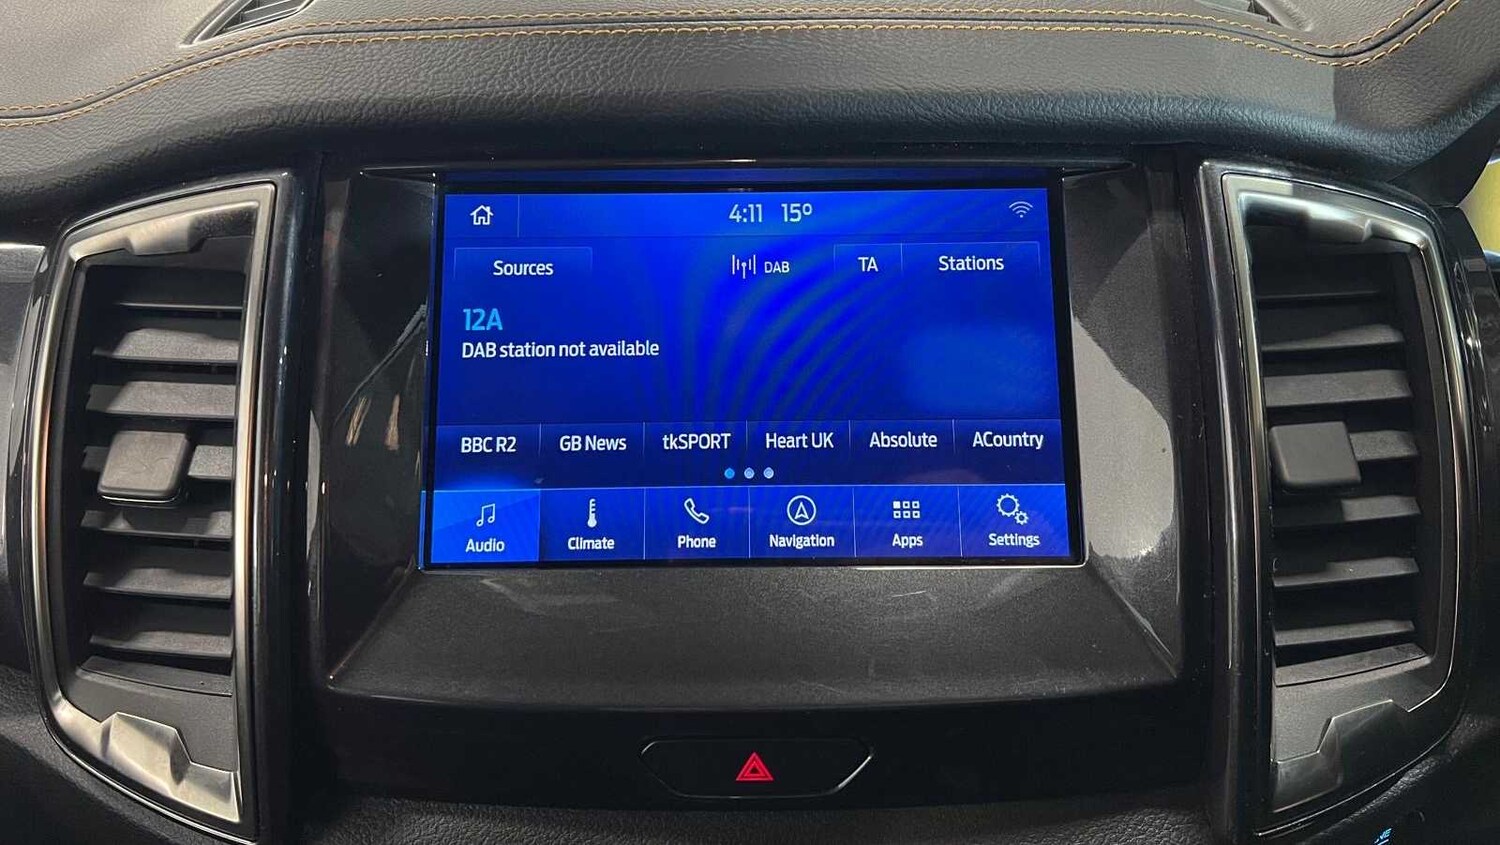 4:11 15º
Sources DAB TA Stations
12A
DAB station not available
BBC R2 GB News tkSPORT Heart UK Absolute ACountry
Audio Climate Phone Navigation Apps Settings